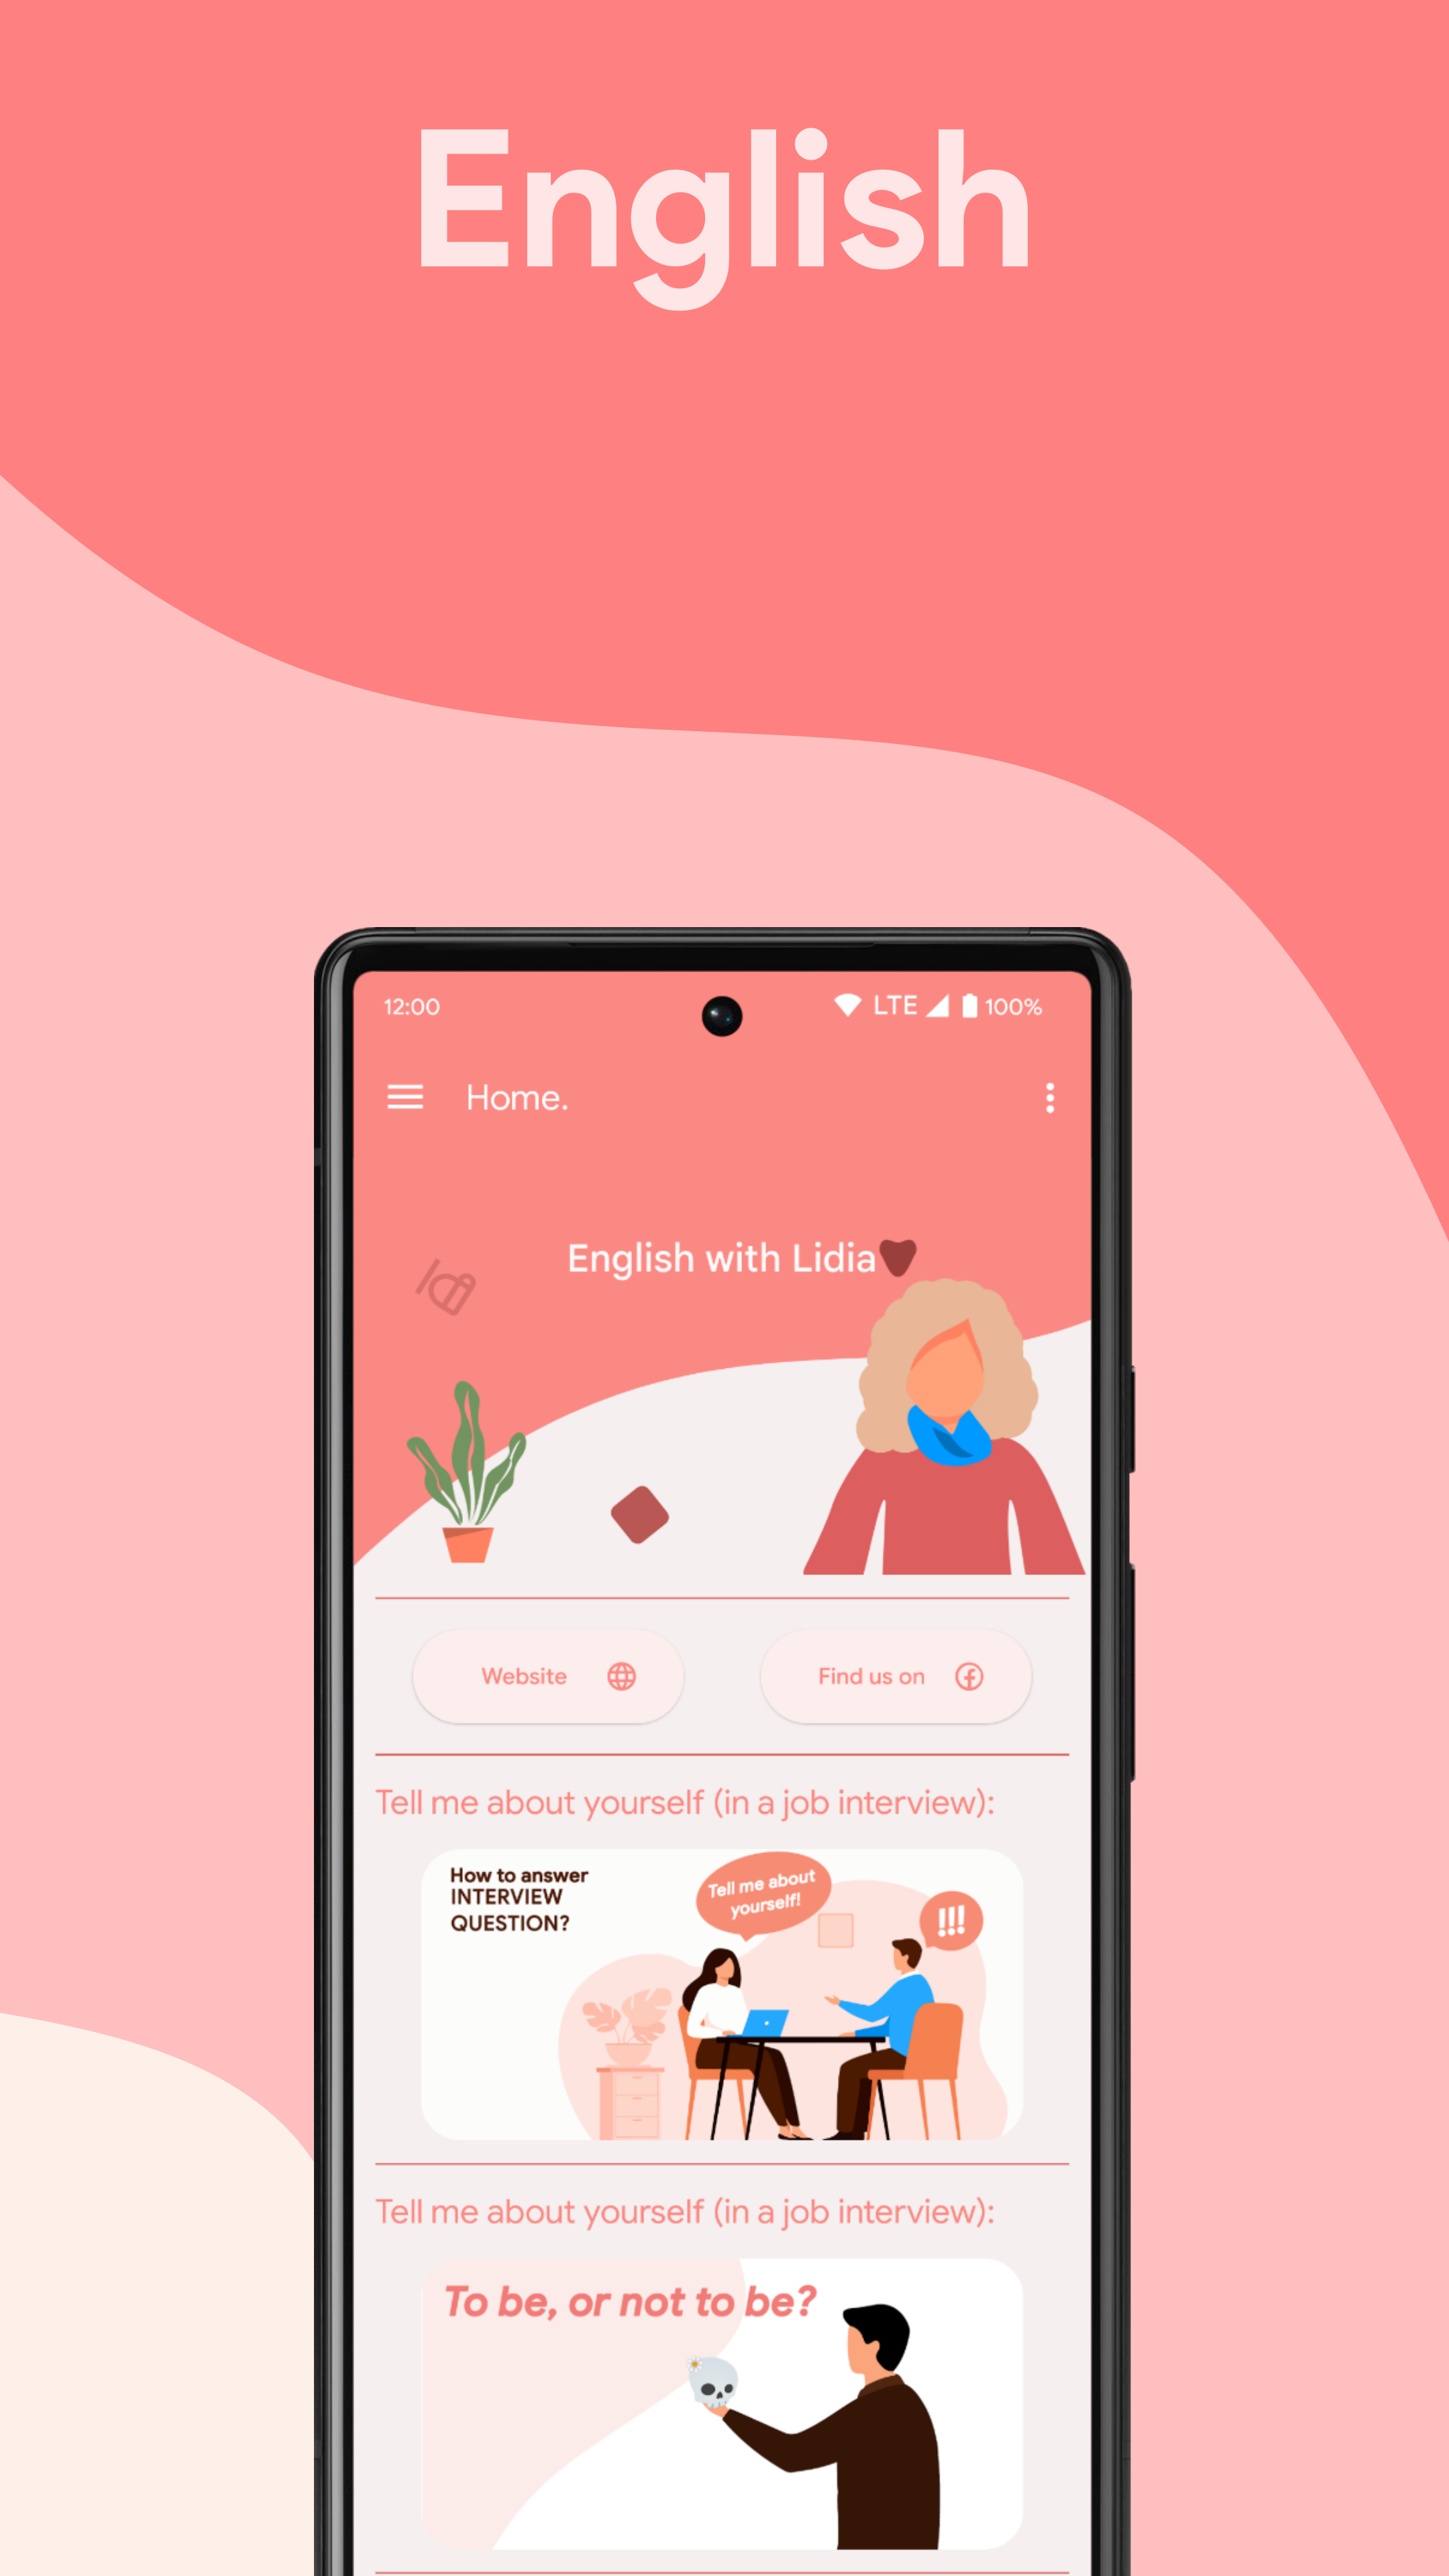 English
12:00 LTE 100%
Home.
English with Lidia
Website
Find us on
Tell me about yourself (in a job interview):
How to answer
INTERVIEW
QUESTION?
Tell me about
yourself!
!!!
Tell me about yourself (in a job interview):
To be, or not to be?